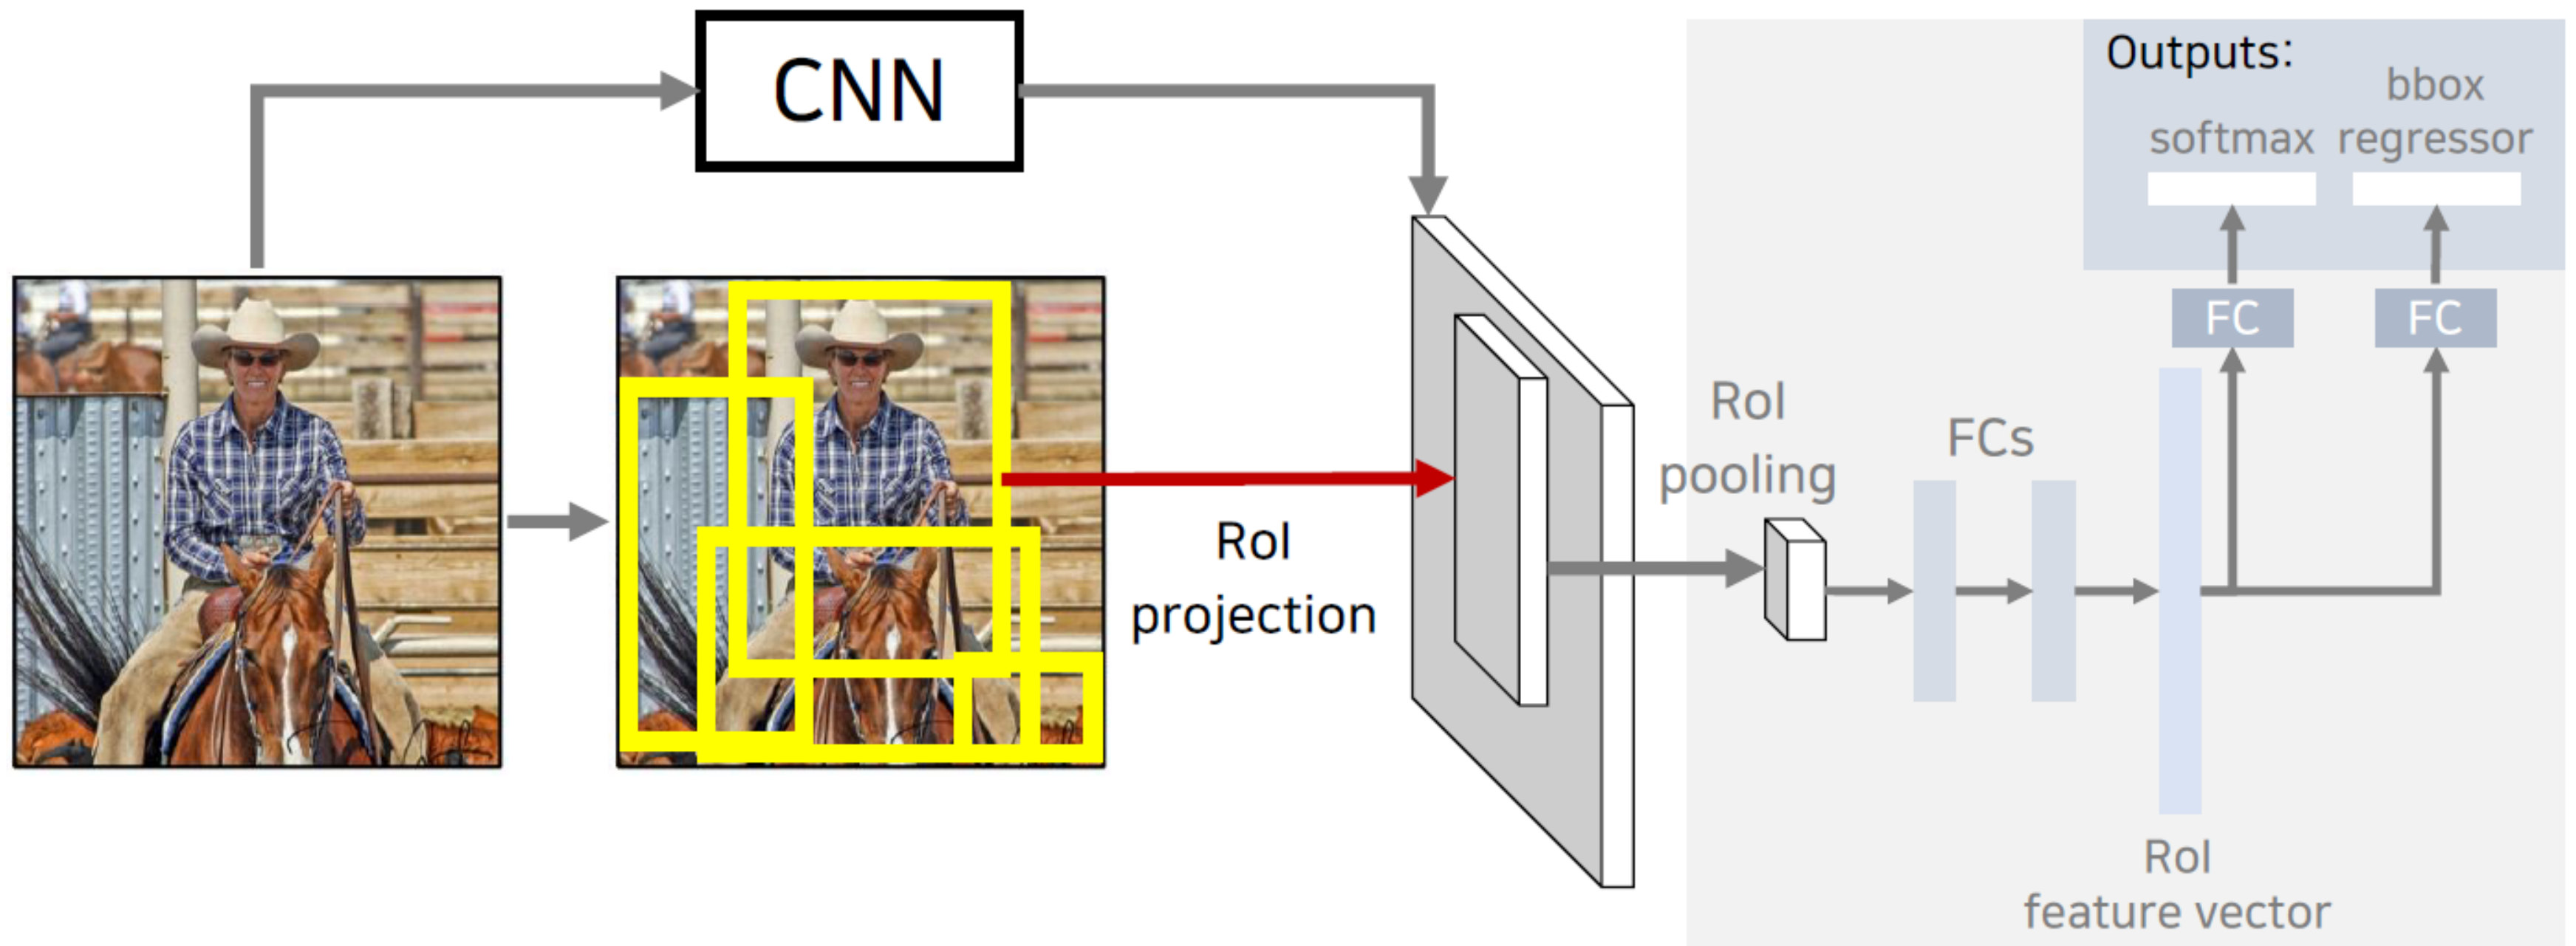 CNN
RoI
projection
RoI
pooling
FCs
RoI
feature vector
FC
FC
Outputs:
softmax
bbox
regressor